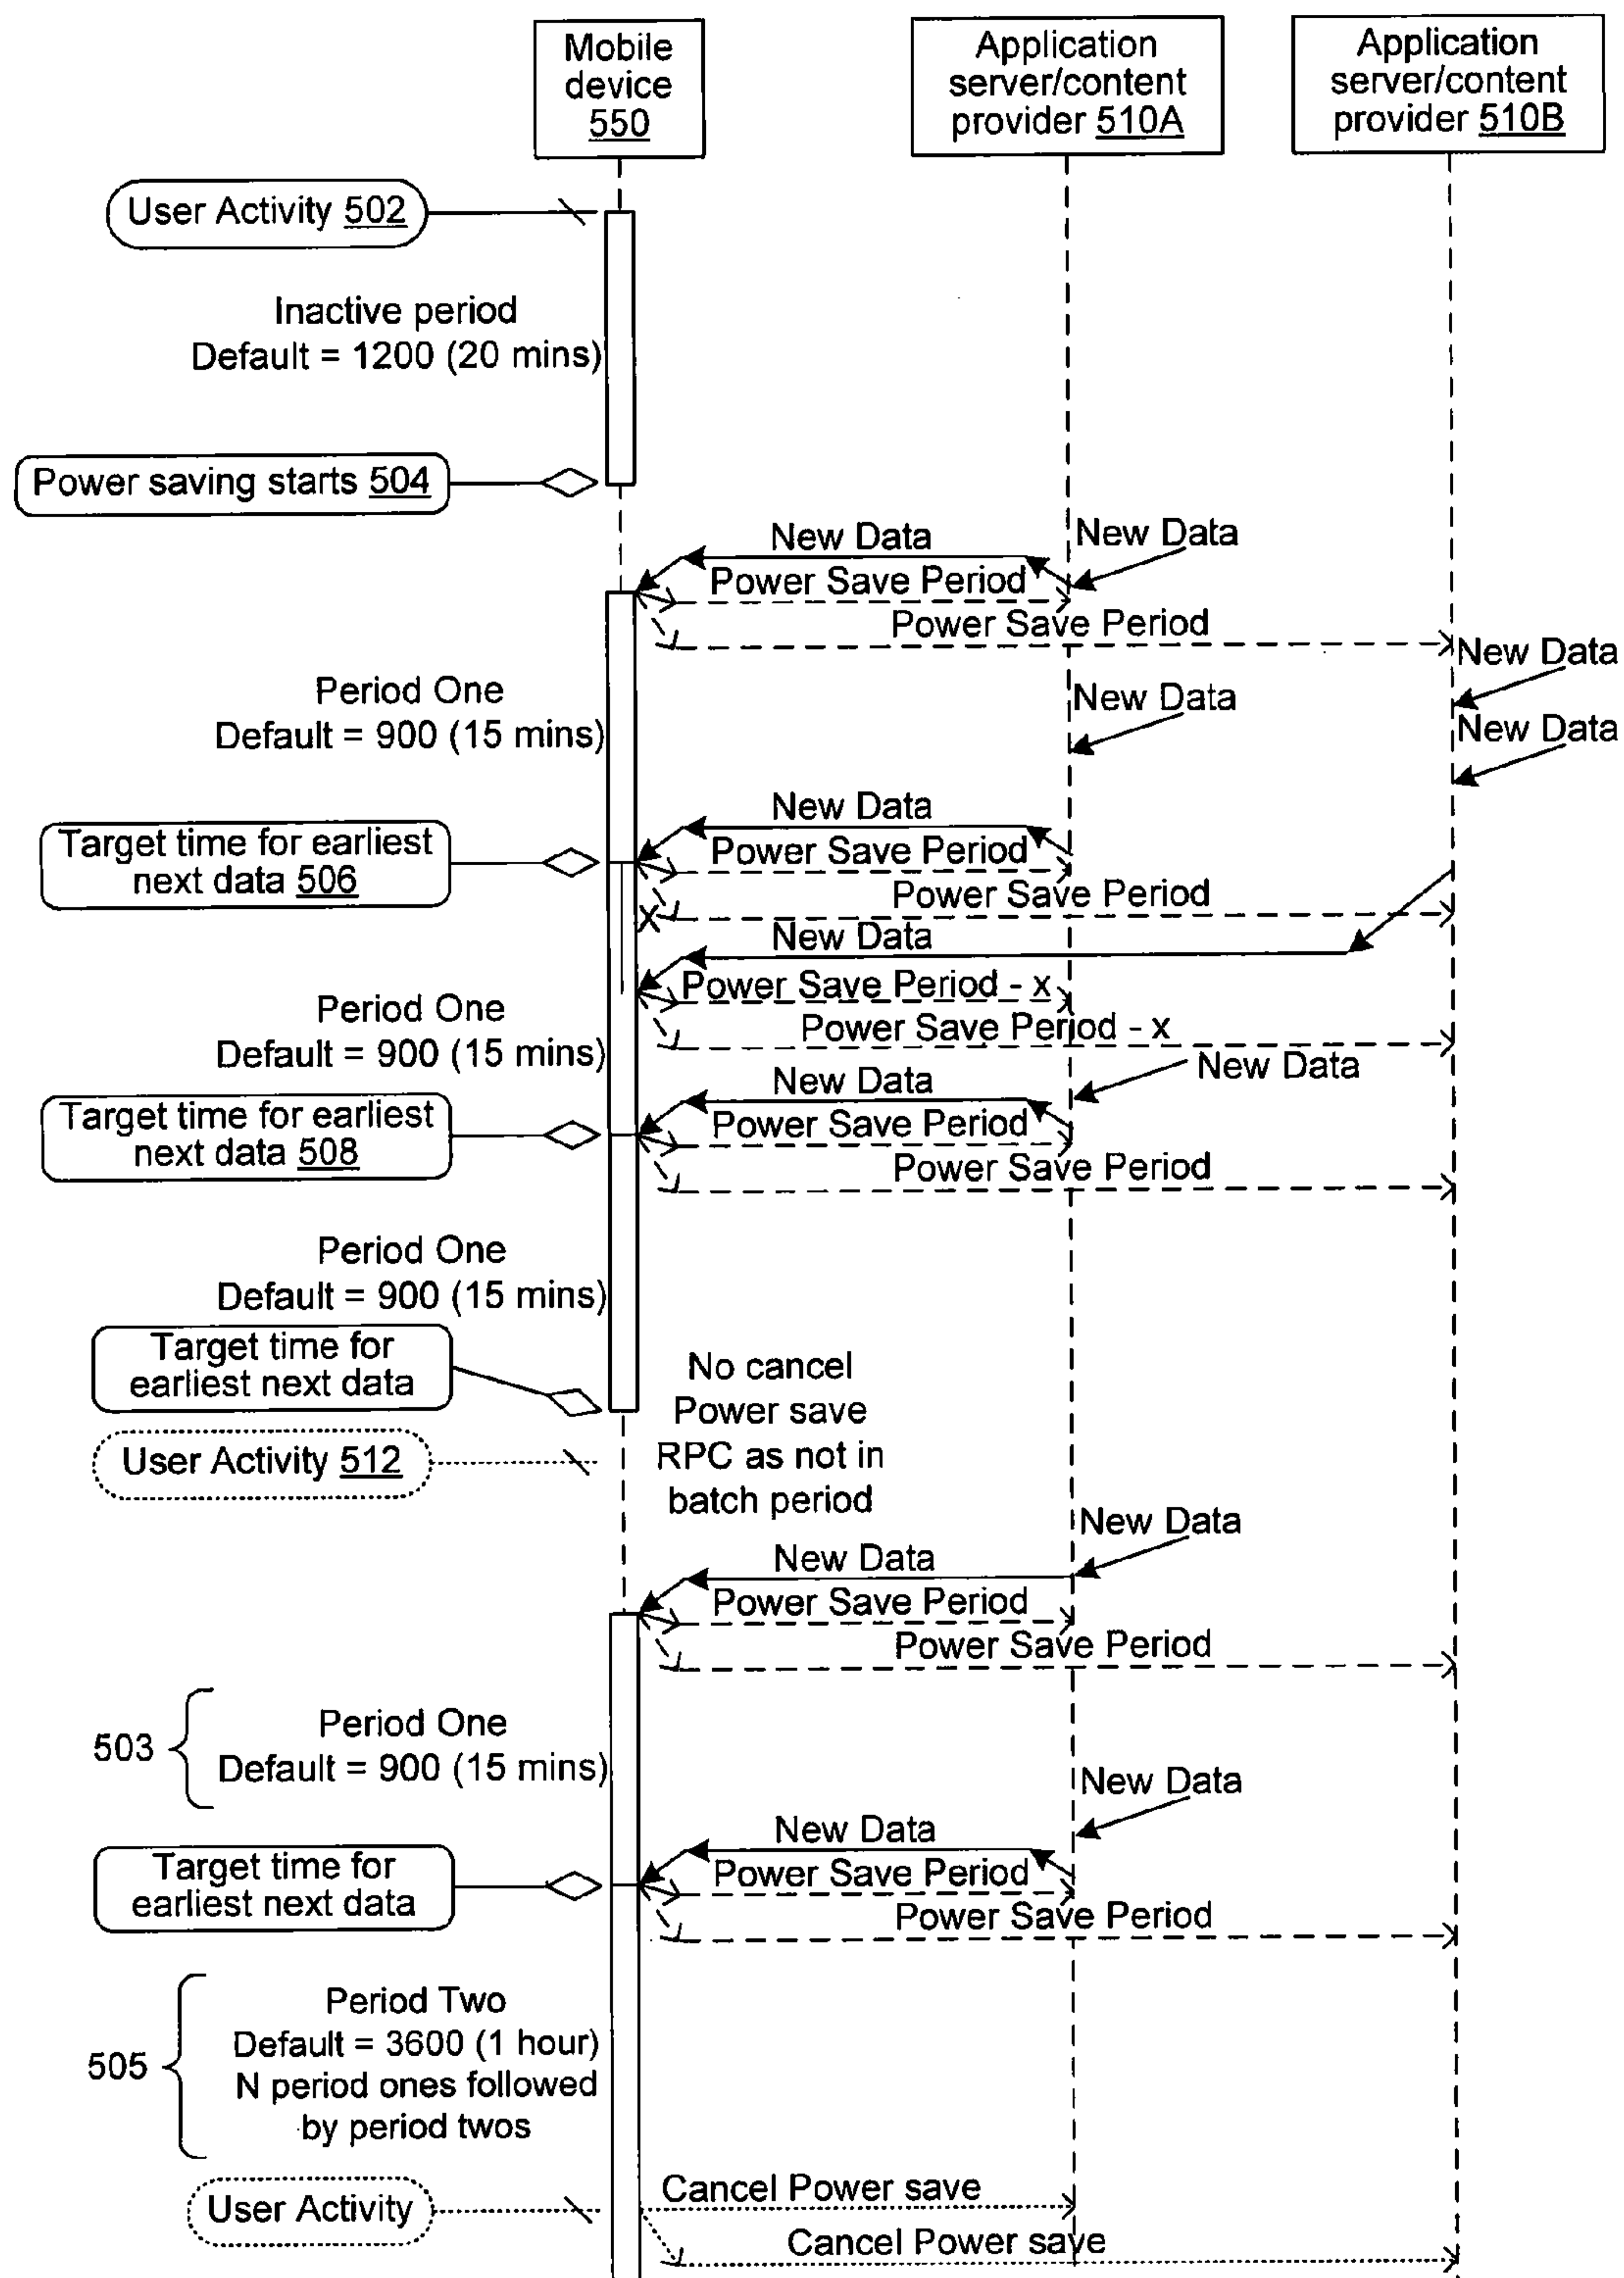 Mobile
device
550
Application
server/content
provider 510A
Application
server/content
provider 510B
User Activity 502
Inactive period
Default = 1200 (20 mins)
Power saving starts 504
New Data
New Data
Power Save Period
Power Save Period
New Data
Period One
Default = 900 (15 mins)
New Data
New Data
New Data
Target time for earliest
next data 506
Power Save Period
Power Save Period
X
New Data
Power Save Period - x
Period One
Default = 900 (15 mins)
Power Save Period - x
New Data
New Data
Target time for earliest
next data 508
Power Save Period
Power Save Period
Period One
Default = 900 (15 mins)
Target time for
earliest next data
No cancel
Power save
RPC as not in
batch period
User Activity 512
New Data
New Data
Power Save Period
Power Save Period
503
Period One
Default = 900 (15 mins)
New Data
New Data
Target time for
earliest next data
Power Save Period
Power Save Period
505
Period Two
Default = 3600 (1 hour)
N period ones followed
by period twos
User Activity
Cancel Power save
Cancel Power save